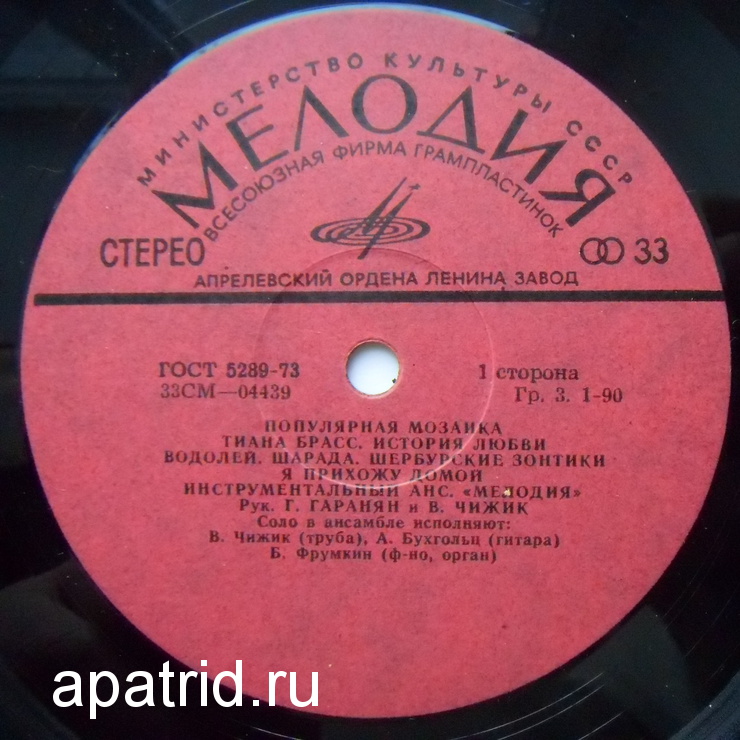 МИНИСТЕРСТВО КУЛЬТУРЫ СССР
МЕЛОДИЯ
ВСЕСОЮЗНАЯ ФИРМА ГРАМПЛАСТИНОК
СТЕРЕО 33
АПРЕЛЕВСКИЙ ОРДЕНА ЛЕНИНА ЗАВОД
ГОСТ 5289-73 1 сторона
33СМ—04439 Гр. 3. 1-90
ПОПУЛЯРНАЯ МОЗАИКА
ТИАНА БРАСС. ИСТОРИЯ ЛЮБВИ
ВОДОЛЕЙ. ШАРАДА. ШЕРБУРСКИЕ ЗОНТИКИ
Я ПРИХОЖУ ДОМОЙ
ИНСТРУМЕНТАЛЬНЫЙ АНС. «МЕЛОДИЯ»
Рук. Г. ГАРАНЯН и В. ЧИЖИК
Соло в ансамбле исполняют:
В. Чижик (труба), А. Бухгольц (гитара)
Б. Фрумкин (ф-но, орган)
apatrid.ru